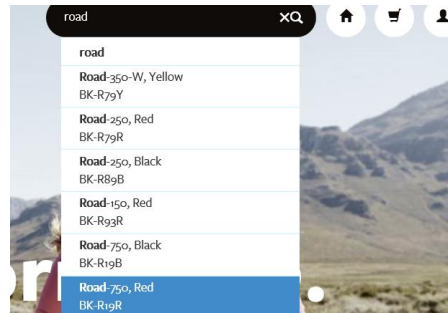 road
road
Road-350-W, Yellow
BK-R79Y
Road-250, Red
BK-R79R
Road-250, Black
BK-R89B
Road-150, Red
BK-R93R
Road-750, Black
BK-R19B
Road-750, Red
BK-R19R